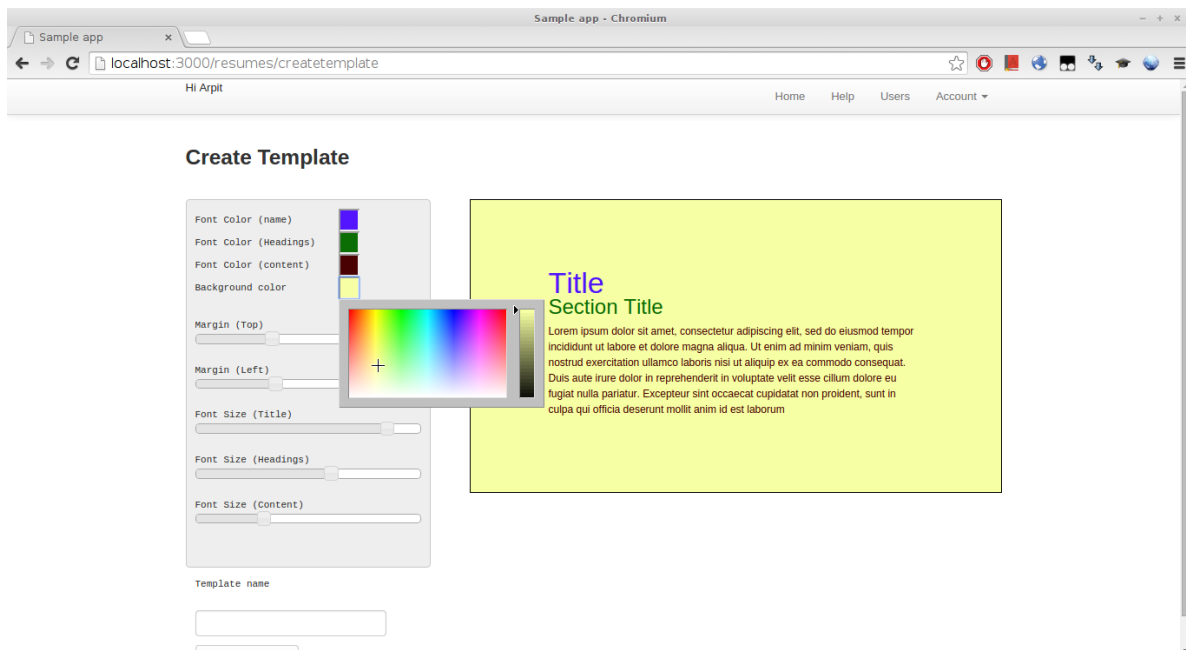 Sample app - Chromium
Sample app
localhost:3000/resumes/createtemplate
Hi Arpit
Home Help Users Account
Create Template
Font Color (name)
Font Color (Headings)
Font Color (content)
Background color
Margin (Top)
Margin (Left)
Font Size (Title)
Font Size (Headings)
Font Size (Content)
Template name
Title
Section Title
Lorem ipsum dolor sit amet, consectetur adipiscing elit, sed do eiusmod tempor
incididunt ut labore et dolore magna aliqua. Ut enim ad minim veniam, quis
nostrud exercitation ullamco laboris nisi ut aliquip ex ea commodo consequat.
Duis aute irure dolor in reprehenderit in voluptate velit esse cillum dolore eu
fugiat nulla pariatur. Excepteur sint occaecat cupidatat non proident, sunt in
culpa qui officia deserunt mollit anim id est laborum